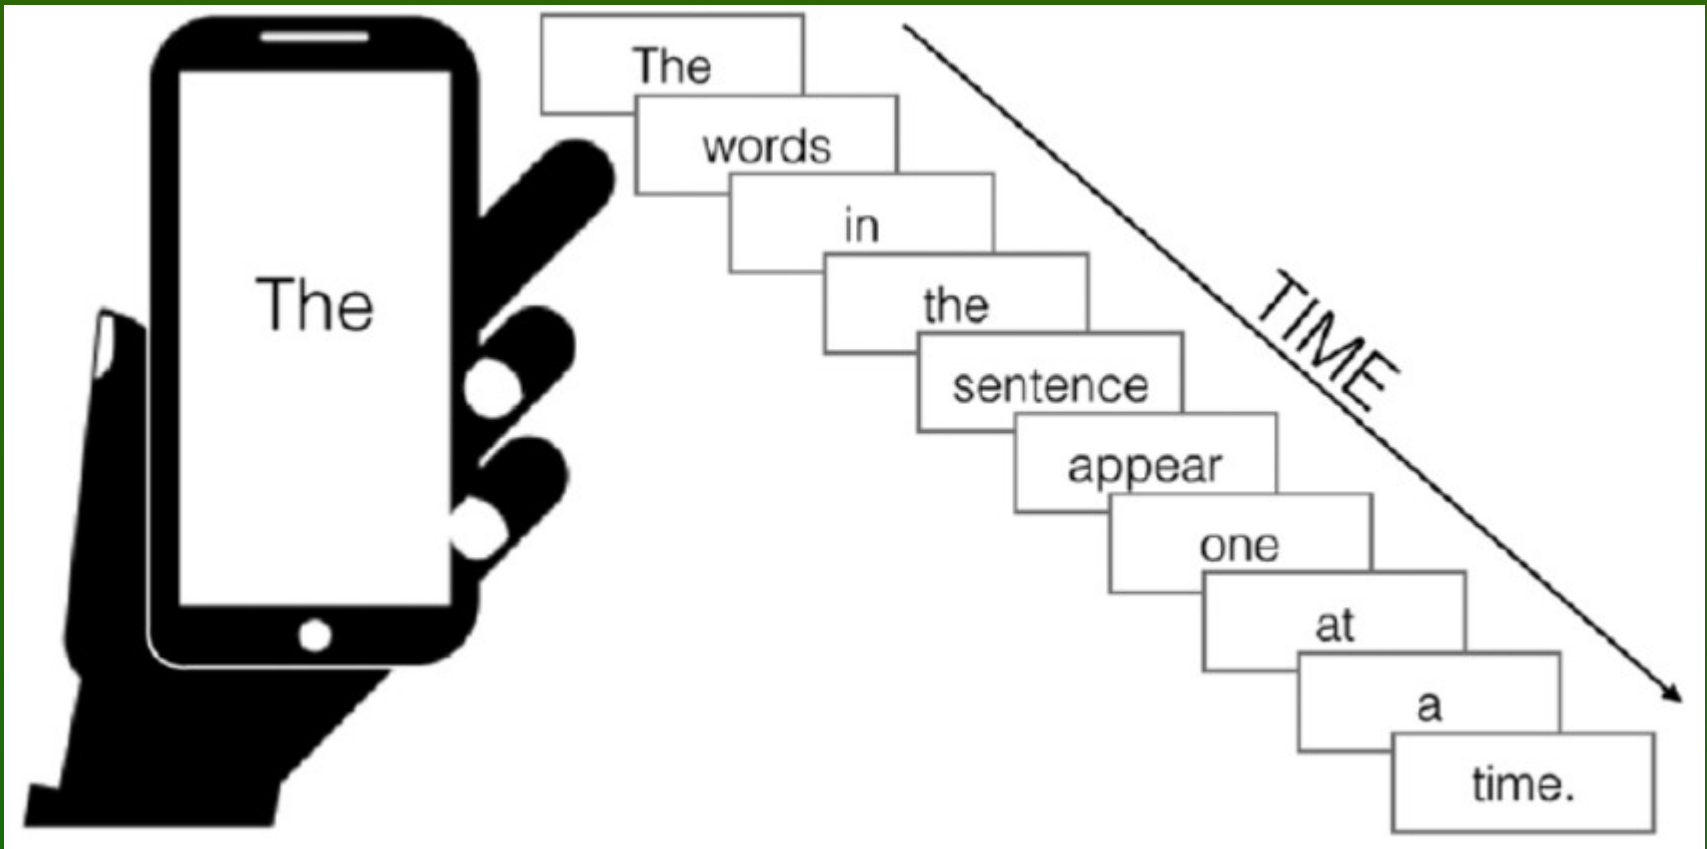 The
The
words
in
the
sentence
appear
one
at
a
time.
TIME